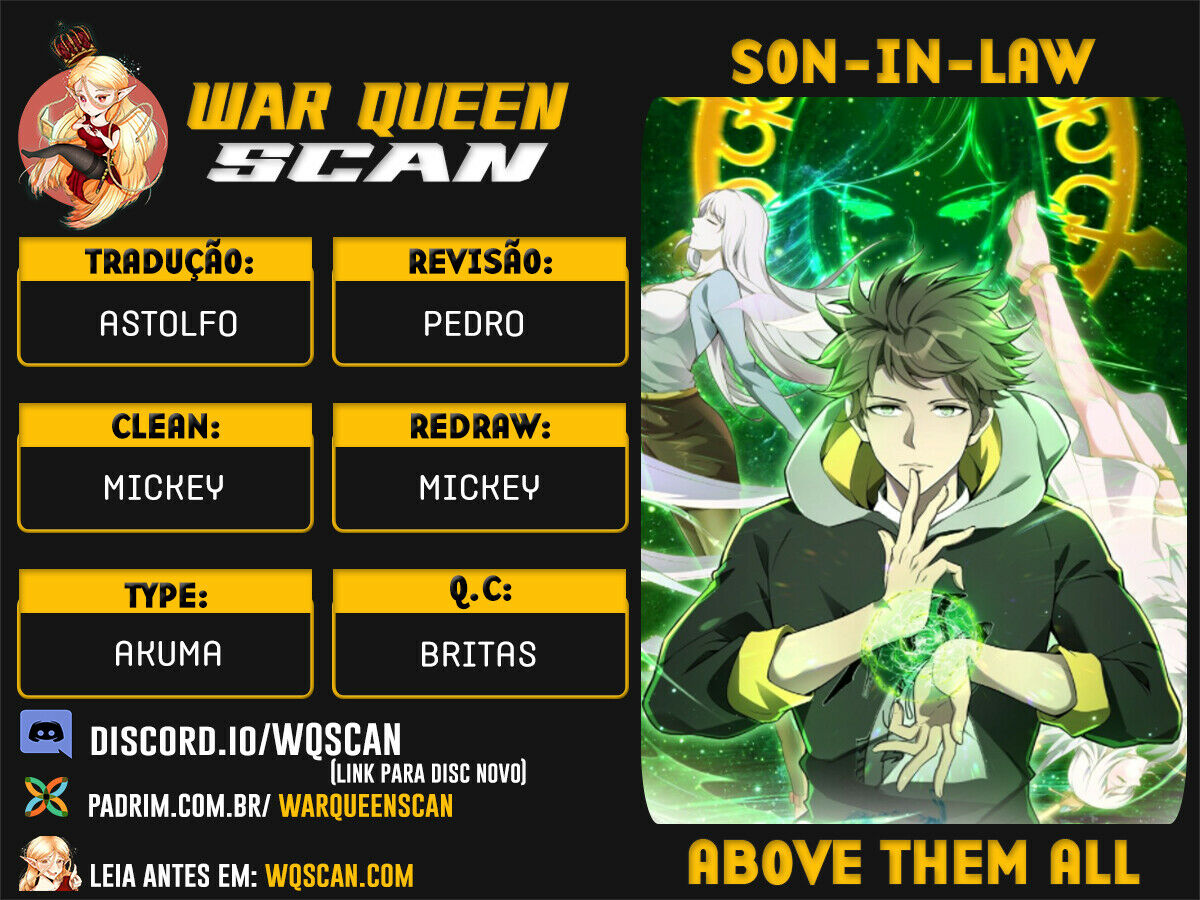 WAR QUEEN
SCAN
TRADUÇÃO:
ASTOLFO
REVISÃO:
PEDRO
CLEAN:
MICKEY
REDRAW:
MICKEY
TYPE:
AKUMA
Q.C:
BRITAS
DISCORD.IO/WQSCAN
(LINK PARA DISC NOVO)
PADRIM.COM.BR/ WARQUEENSCAN
LEIA ANTES EM: WQSCAN.COM
SON-IN-LAW
ABOVE THEM ALL